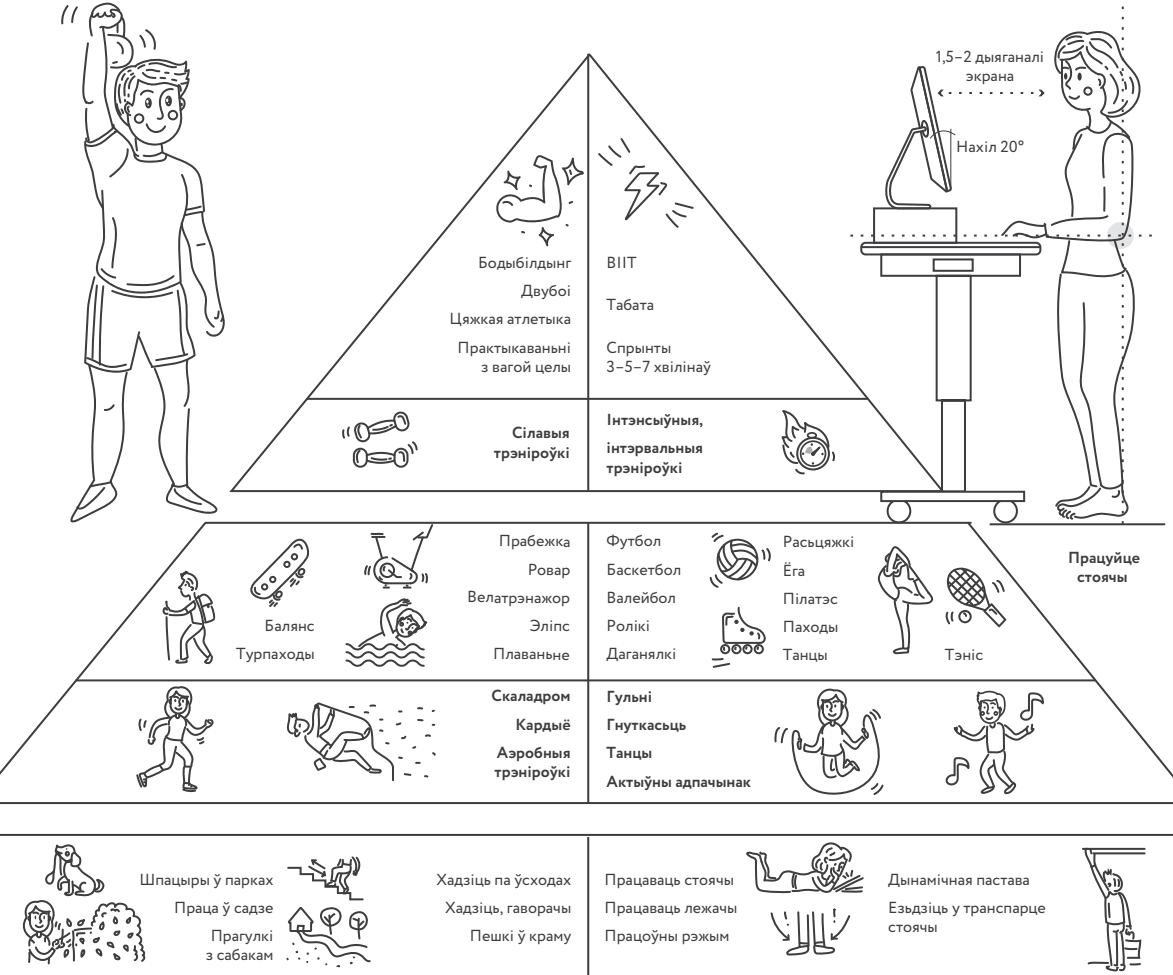 1,5–2 дыяганалі
экрана
Нахіл 20°
Бодыбілдынг
Двубоі
Цяжкая атлетыка
Практыкаваньні
з вагой целы
ВІІТ
Табата
Спрынты
3–5–7 хвілінаў
Сілавыя
трэніроўкі
Інтэнсыўныя,
інтэрвальныя
трэніроўкі
Працуйце
стоячы
Балянс
Турпаходы
Прабежка
Ровар
Велатрэнажор
Эліпс
Плаваньне
Футбол
Баскетбол
Валейбол
Ролікі
Даганялкі
Расьцяжкі
Ёга
Пілатэс
Паходы
Танцы
Тэніс
Скаладром
Кардыё
Аэробныя
трэніроўкі
Гульні
Гнуткасьць
Танцы
Актыўны адпачынак
Шпацыры ў парках
Праца ў садзе
Прагулкі
з сабакам
Хадзіць па ўсходах
Хадзіць, гаворачы
Пешкі ў краму
Працаваць стоячы
Працаваць лежачы
Працоўны рэжым
Дынамічная пастава
Езьдзіць у транспарце
стоячы